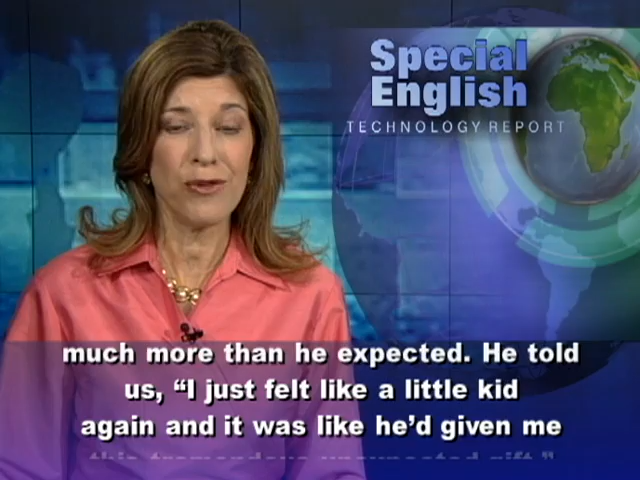 Special
English
TECHNOLOGY REPORT
much more than he expected. He told
us, “I just felt like a little kid
again and it was like he’d given me